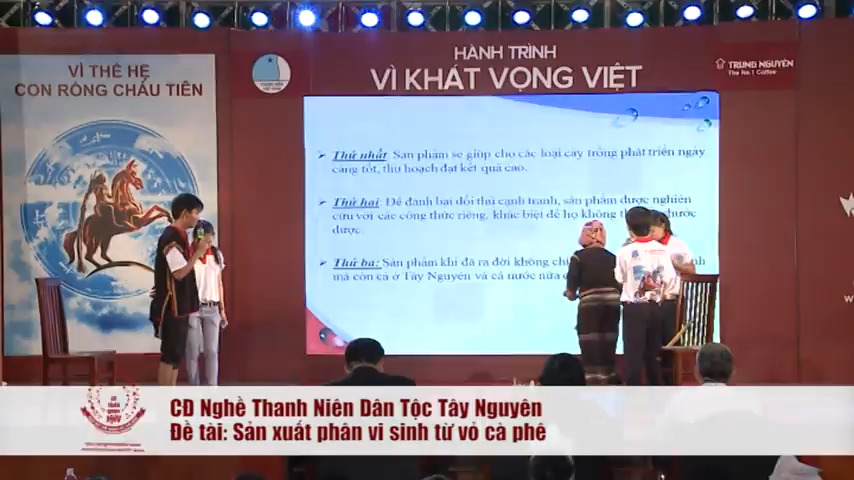 VÌ THẾ HỆ
CON RỒNG CHÁU TIÊN
HÀNH TRÌNH
VÌ KHÁT VỌNG VIỆT
TRUNG NGUYÊN
The No.1 Coffee
➢ Thứ nhất: Sản phẩm sẽ giúp cho các loại cây trồng phát triển ngày
càng tốt, thu hoạch đạt kết quả cao.
➢ Thứ hai: Để đánh bại đối thủ cạnh tranh, sản phẩm được nghiên
cứu với các công thức riêng, khác biệt để họ không
được.
➢ Thứ ba: Sản phẩm khi đã ra đời không
mà còn cả ở Tây Nguyên và cả nước nữa
CĐ Nghề Thanh Niên Dân Tộc Tây Nguyên
Đề tài: Sản xuất phân vi sinh từ vỏ cà phê